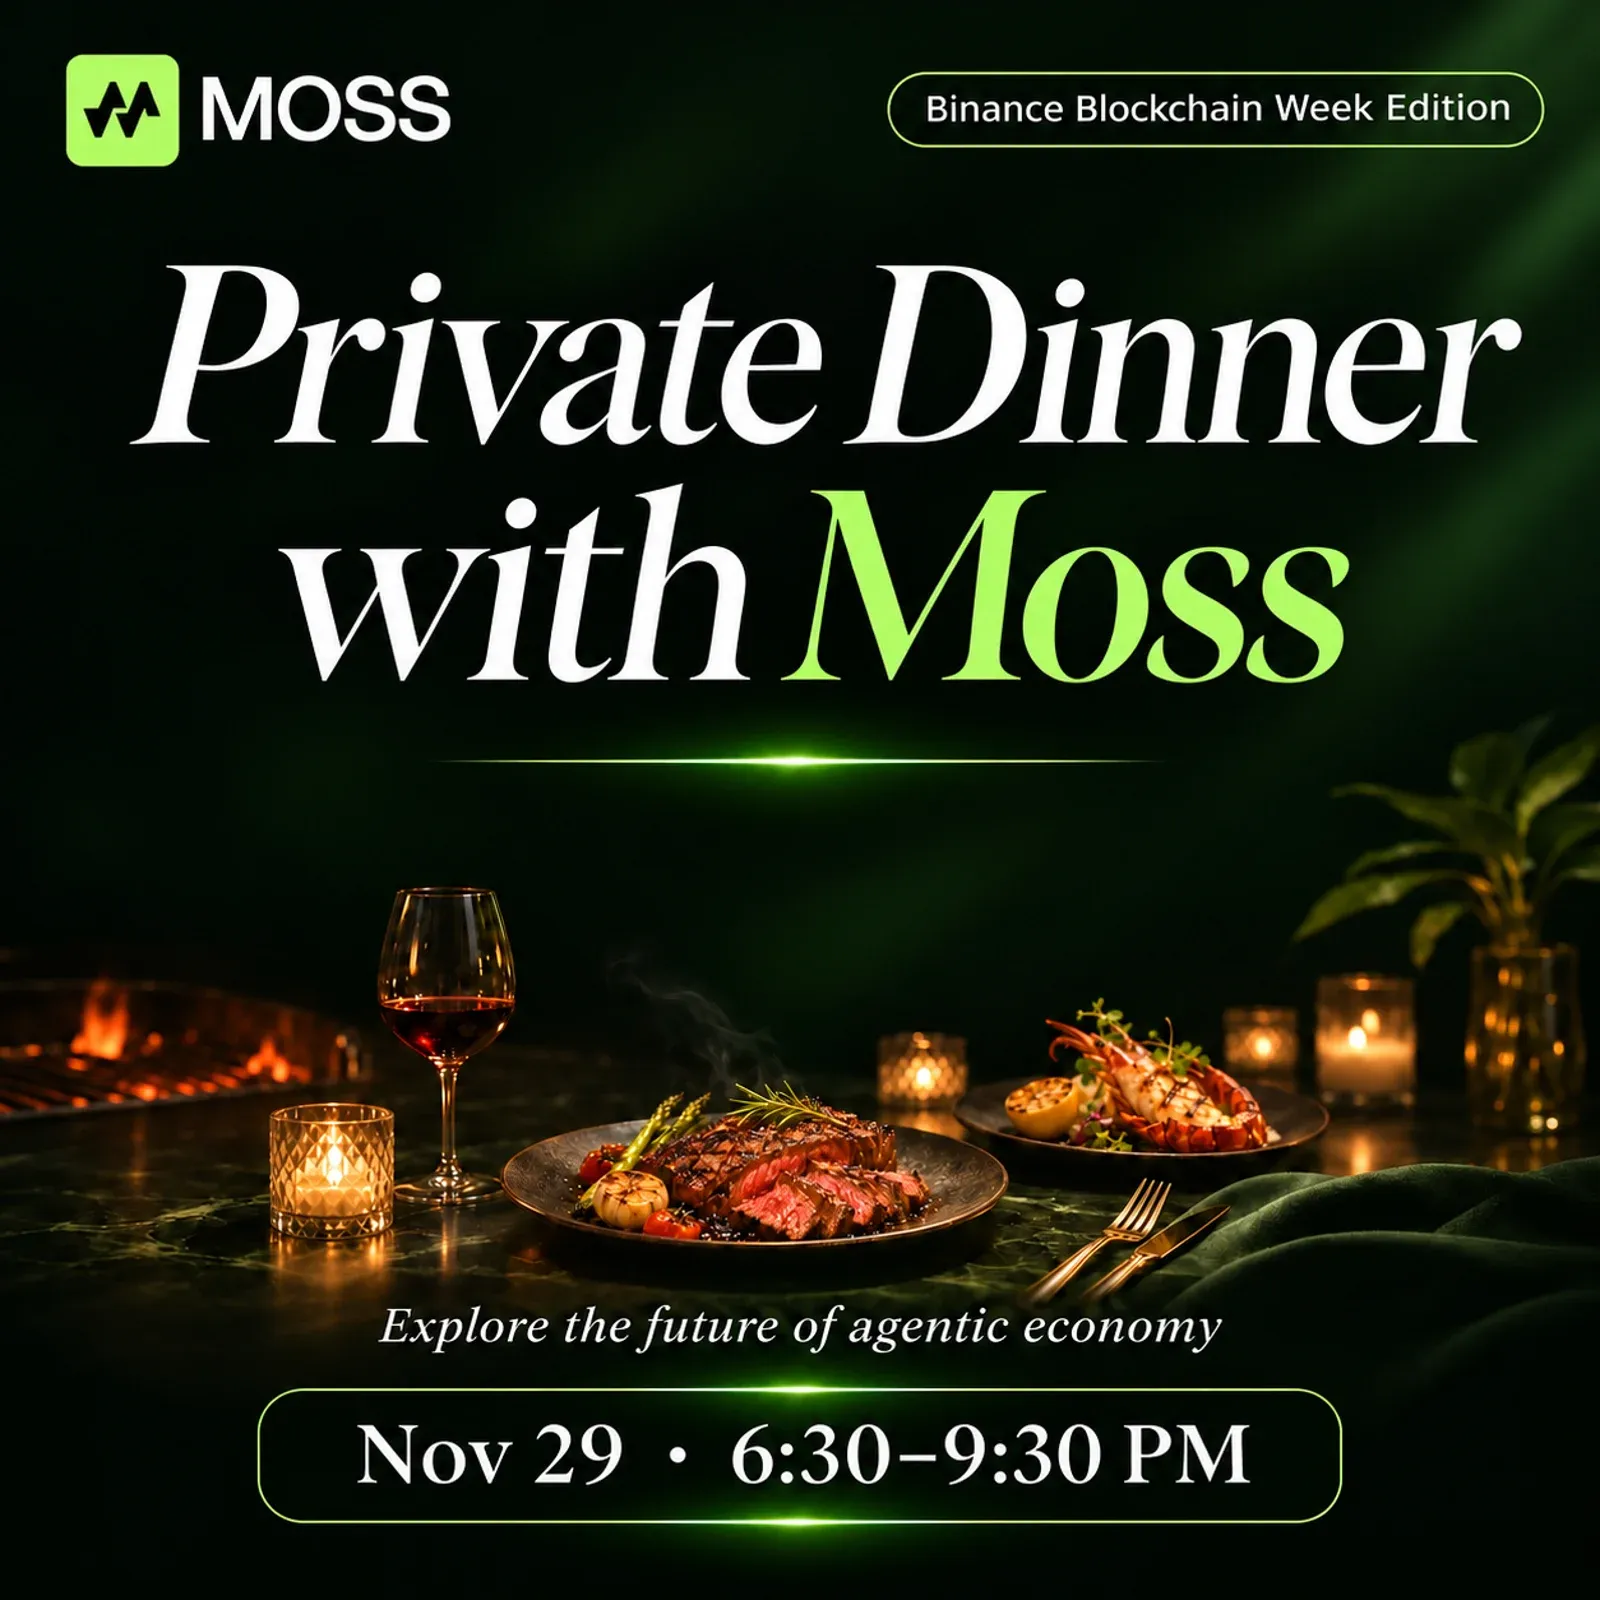 MOSS
Binance Blockchain Week Edition
Private Dinner
with Moss
Explore the future of agentic economy
Nov 29 · 6:30–9:30 PM